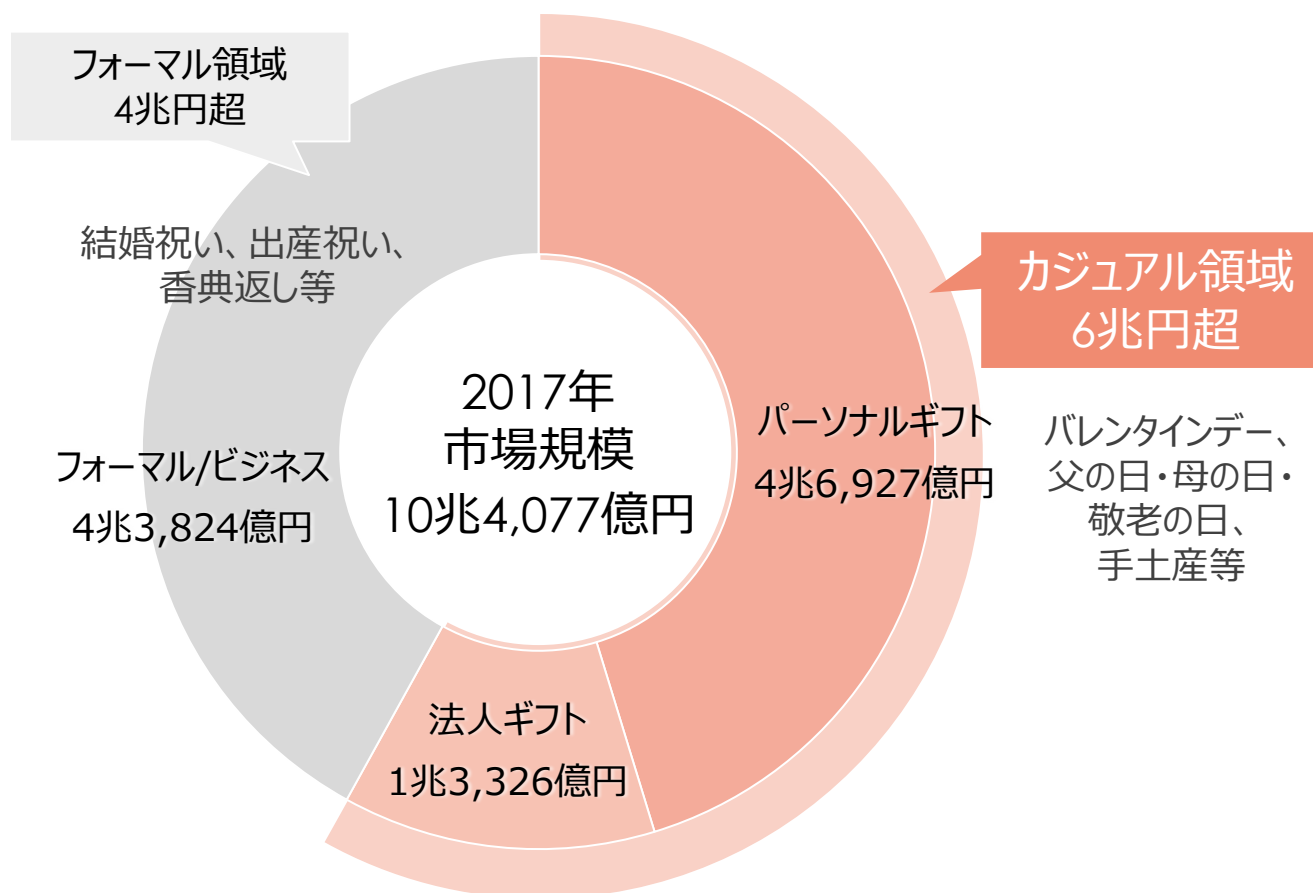 フォーマル領域
4兆円超
結婚祝い、出産祝い、
香典返し等
カジュアル領域
6兆円超
2017年
市場規模
10兆4,077億円
パーソナルギフト
4兆6,927億円
バレンタインデー、
父の日・母の日・
敬老の日、
手土産等
フォーマル/ビジネス
4兆3,824億円
法人ギフト
1兆3,326億円